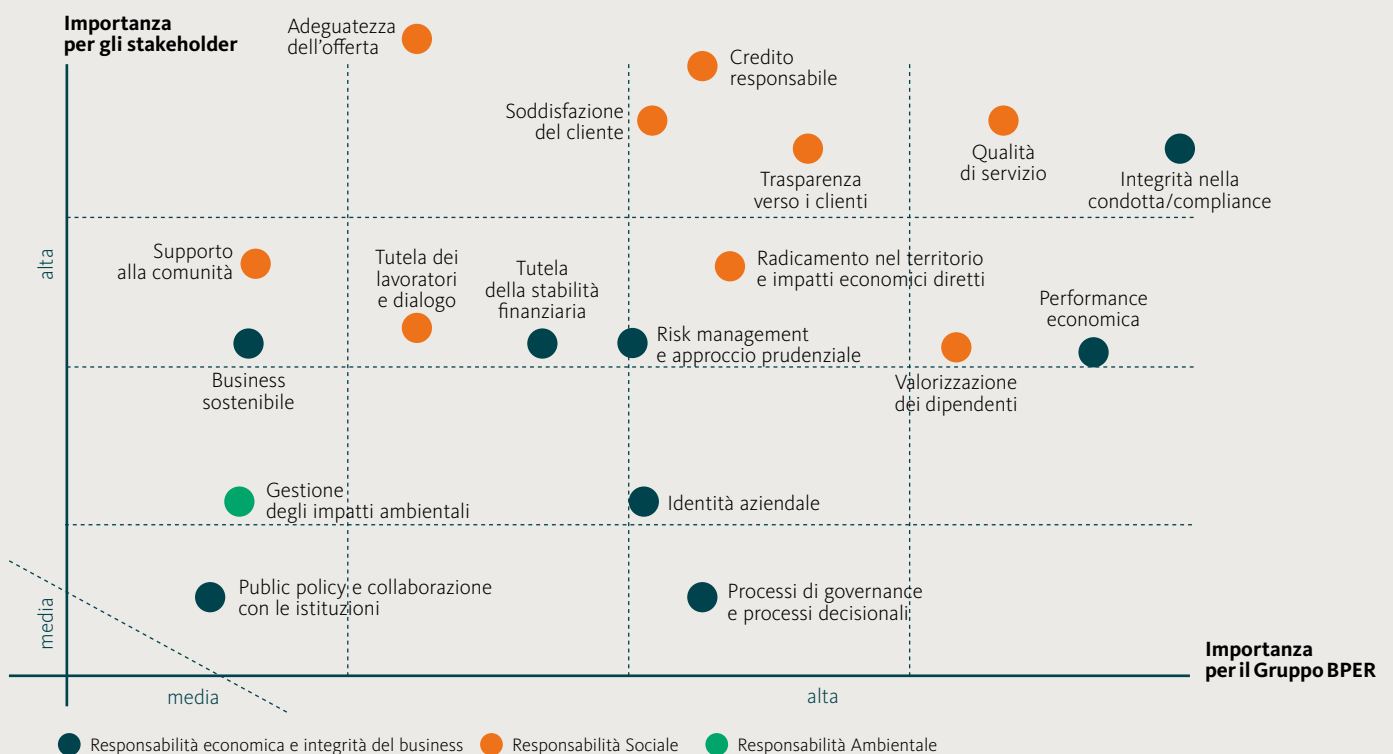 Importanza
per gli stakeholder
Adeguatezza
dell'offerta
Credito
responsabile
Soddisfazione
del cliente
Trasparenza
verso i clienti
Qualità
di servizio
Integrità nella
condotta/compliance
alta
Supporto
alla comunità
Tutela dei
lavoratori
e dialogo
Tutela
della stabilità
finanziaria
Radicamento nel territorio
e impatti economici diretti
Risk management
e approccio prudenziale
Performance
economica
Business
sostenibile
Valorizzazione
dei dipendenti
Gestione
degli impatti ambientali
Identità aziendale
media
Public policy e collaborazione
con le istituzioni
Processi di governance
e processi decisionali
Importanza
per il Gruppo BPER
media
alta
Responsabilità economica e integrità del business
Responsabilità Sociale
Responsabilità Ambientale